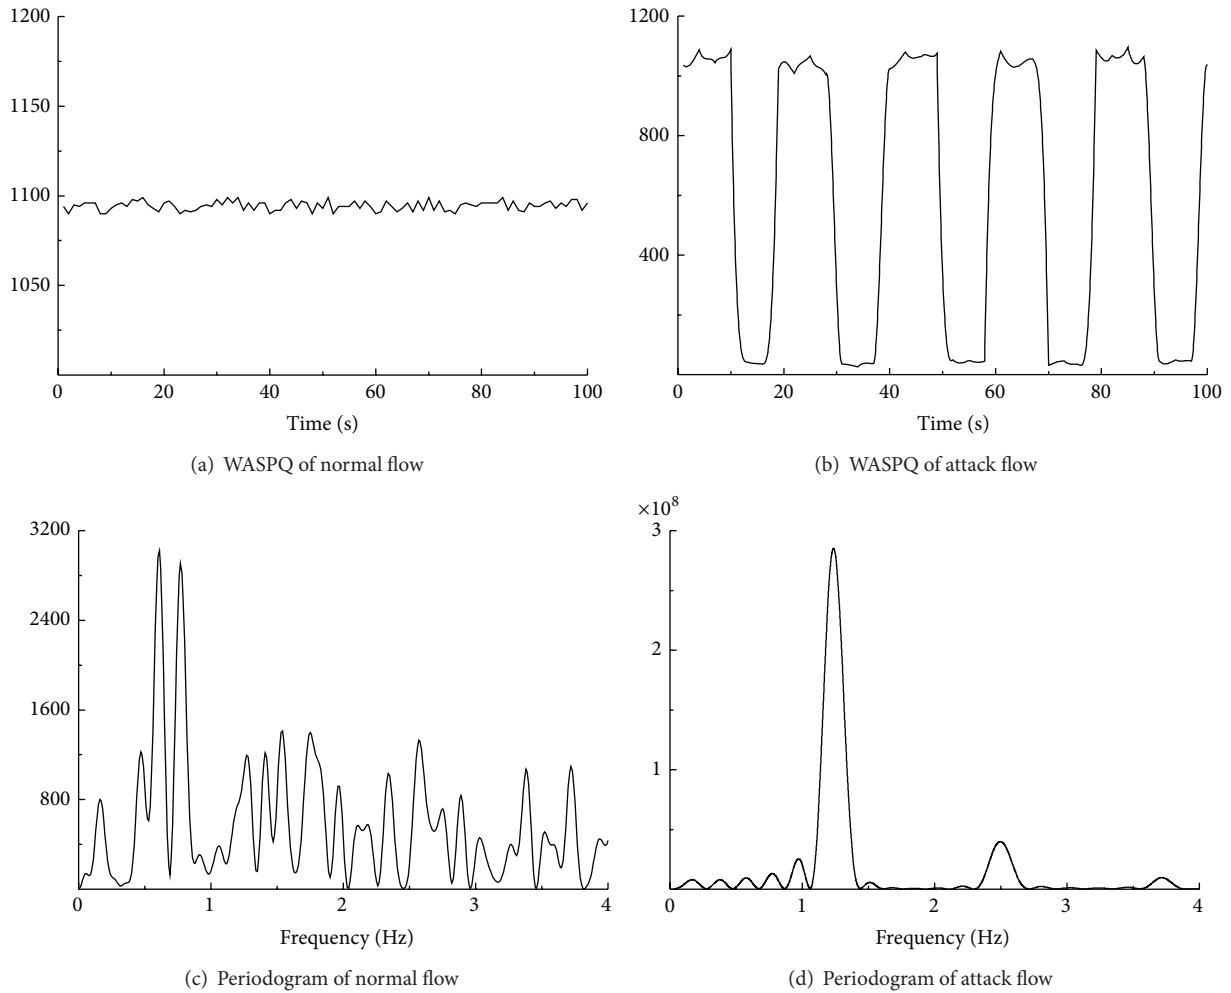 1200
1150
1100
1050
0 20 40 60 80 100
Time (s)
(a) WASPQ of normal flow
1200
800
400
0 20 40 60 80 100
Time (s)
(b) WASPQ of attack flow
3200
2400
1600
800
0 1 2 3 4
Frequency (Hz)
(c) Periodogram of normal flow
×10⁸
3
2
1
0 1 2 3 4
Frequency (Hz)
(d) Periodogram of attack flow